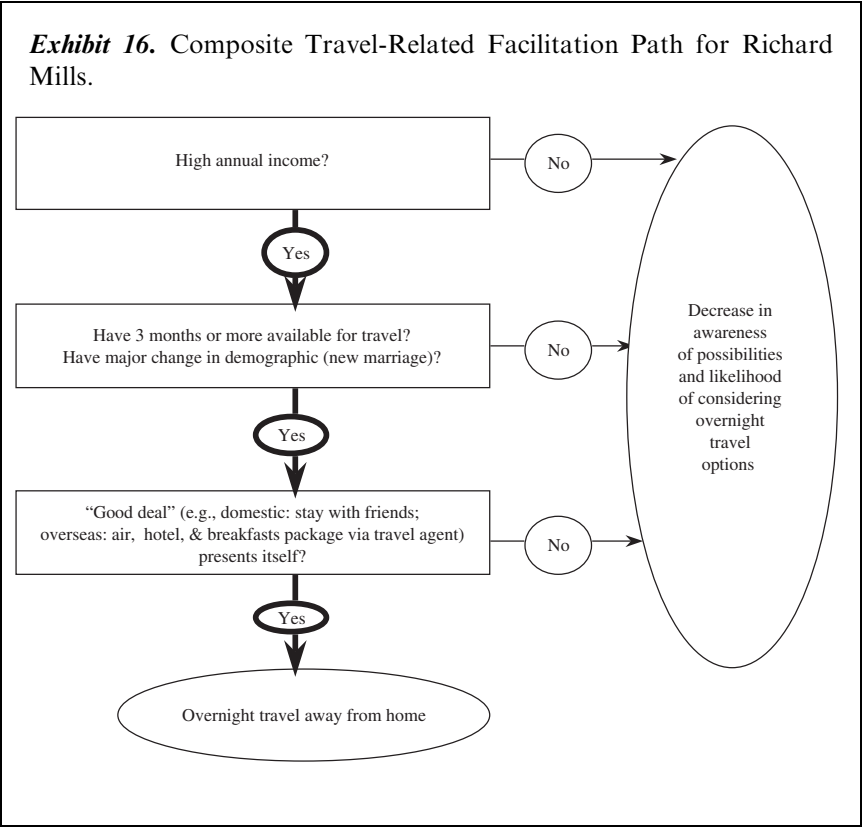 Exhibit 16. Composite Travel-Related Facilitation Path for Richard
Mills.
High annual income?
No
Yes
Have 3 months or more available for travel?
Have major change in demographic (new marriage)?
No
Yes
“Good deal” (e.g., domestic: stay with friends;
overseas: air, hotel, & breakfasts package via travel agent)
presents itself?
No
Yes
Overnight travel away from home
Decrease in
awareness
of possibilities
and likelihood
of considering
overnight
travel
options